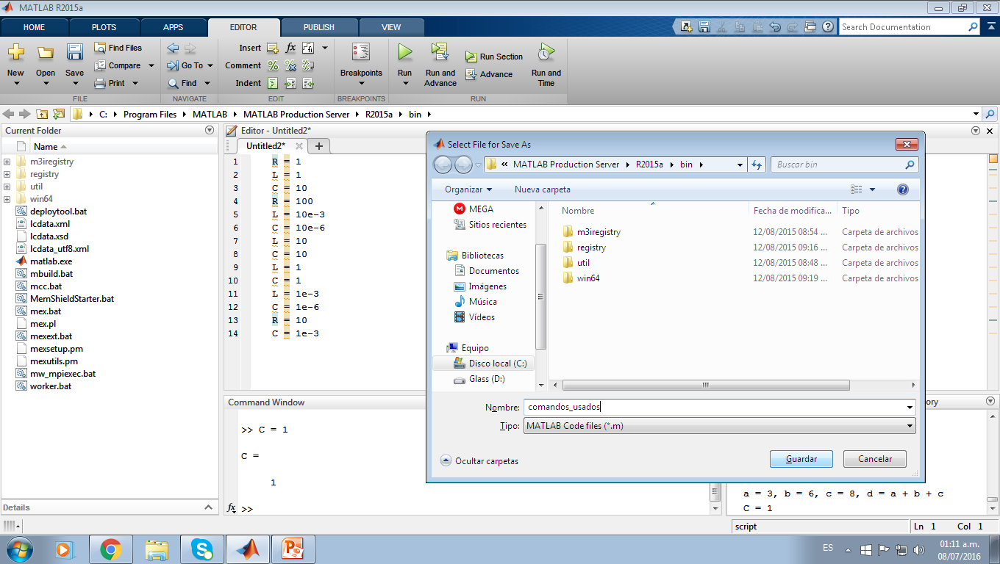 MATLAB R2015a
HOME PLOTS APPS EDITOR PUBLISH VIEW
Search Documentation
New Open Save Find Files Compare Print
Go To Find
Insert fx
Comment
Indent
Breakpoints
Run Run and Advance Run Section Advance Run and Time
FILE NAVIGATE EDIT BREAKPOINTS RUN
C: Program Files MATLAB MATLAB Production Server R2015a bin
Current Folder
Name
m3iregistry
registry
util
win64
deploytool.bat
lcdata.xml
lcdata.xsd
lcdata_utf8.xml
matlab.exe
mbuild.bat
mcc.bat
MemShieldStarter.bat
mex.bat
mex.pl
mexext.bat
mexsetup.pm
mexutils.pm
mw_mpiexec.bat
worker.bat
Details
Editor - Untitled2*
Untitled2*
1 R = 1
2 L = 1
3 C = 10
4 R = 100
5 L = 10e-3
6 C = 10e-6
7 L = 10
8 C = 10
9 L = 1
10 C = 1
11 L = 1e-3
12 C = 1e-6
13 R = 10
14 C = 1e-3
Command Window
>> C = 1
C =
1
fx >>
Select File for Save As
« MATLAB Production Server R2015a bin
Buscar bin
Organizar Nueva carpeta
MEGA
Sitios recientes
Bibliotecas
Documentos
Imágenes
Música
Vídeos
Equipo
Disco local (C:)
Glass (D:)
Nombre Fecha de modifica... Tipo
m3iregistry 12/08/2015 08:54 ... Carpeta de archivos
registry 12/08/2015 09:16 ... Carpeta de archivos
util 12/08/2015 08:48 ... Carpeta de archivos
win64 12/08/2015 09:19 ... Carpeta de archivos
Nombre: comandos_usados
Tipo: MATLAB Code files (*.m)
Ocultar carpetas
Guardar Cancelar
ory
a = 3, b = 6, c = 8, d = a + b + c
C = 1
script Ln 1 Col 1
ES
01:11 a.m.
08/07/2016